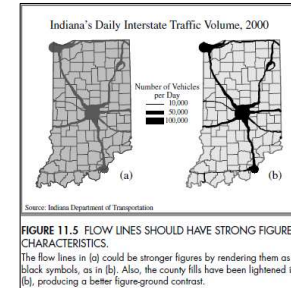 Indiana's Daily Interstate Traffic Volume, 2000
Number of Vehicles
per Day
10,000
50,000
100,000
(a)
(b)
Source: Indiana Department of Transportation
FIGURE 11.5 FLOW LINES SHOULD HAVE STRONG FIGURE
CHARACTERISTICS.
The flow lines in (a) could be stronger figures by rendering them as
black symbols, as in (b). Also, the county fills have been lightened i
(b), producing a better figure-ground contrast.